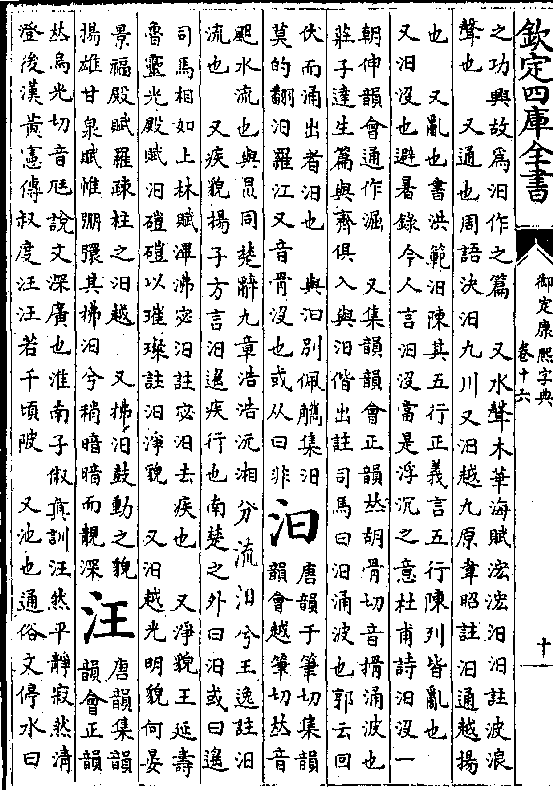 欽定四庫全書
御定康熙字典
卷十六
十一
之功興故爲汨作之篇 又水聲木華海賦浤浤汨汨註波浪
聲也 又通也周語決汨九川又汨越九原韋昭註汨通越揚
也 又亂也書洪範汨陳其五行正義言五行陳列皆亂也
又汨沒也避暑錄今人言汨沒當是浮沉之意杜甫詩汨沒一
朝伸韻會通作淈 又集韻韻會正韻𠀤胡骨切音搰涌波也
莊子達生篇與齊俱入與汨偕出註司馬曰汨涌波也郭云回
伏而涌出者汨也 與汩别佩觿集汩
莫的翻汨羅江又音骨沒也或从日非
汩
唐韻于筆切集韻
韻會越筆切𠀤音
䬍水流也與㫚同楚辭九章浩浩沅湘分流汩兮王逸註汩
流也 又疾貌揚子方言汩遥疾行也南楚之外曰汩或曰遥
司馬相如上林賦渾沸宓汩註宓汩去疾也 又淨貌王延壽
魯靈光殿賦汩磑磑以璀璨註汩淨貌 又汩越光明貌何晏
景福殿賦羅疎柱之汩越 又拂汩鼓動之貌
揚雄甘泉賦帷弸彋其拂汩兮稍暗暗而靚深
汪
唐韻集韻
韻會正韻
𠀤烏光切音尫說文深廣也淮南子俶真訓汪然平靜寂然清
澄後漢黃憲傳叔度汪汪若千頃陂 又池也通俗文停水曰